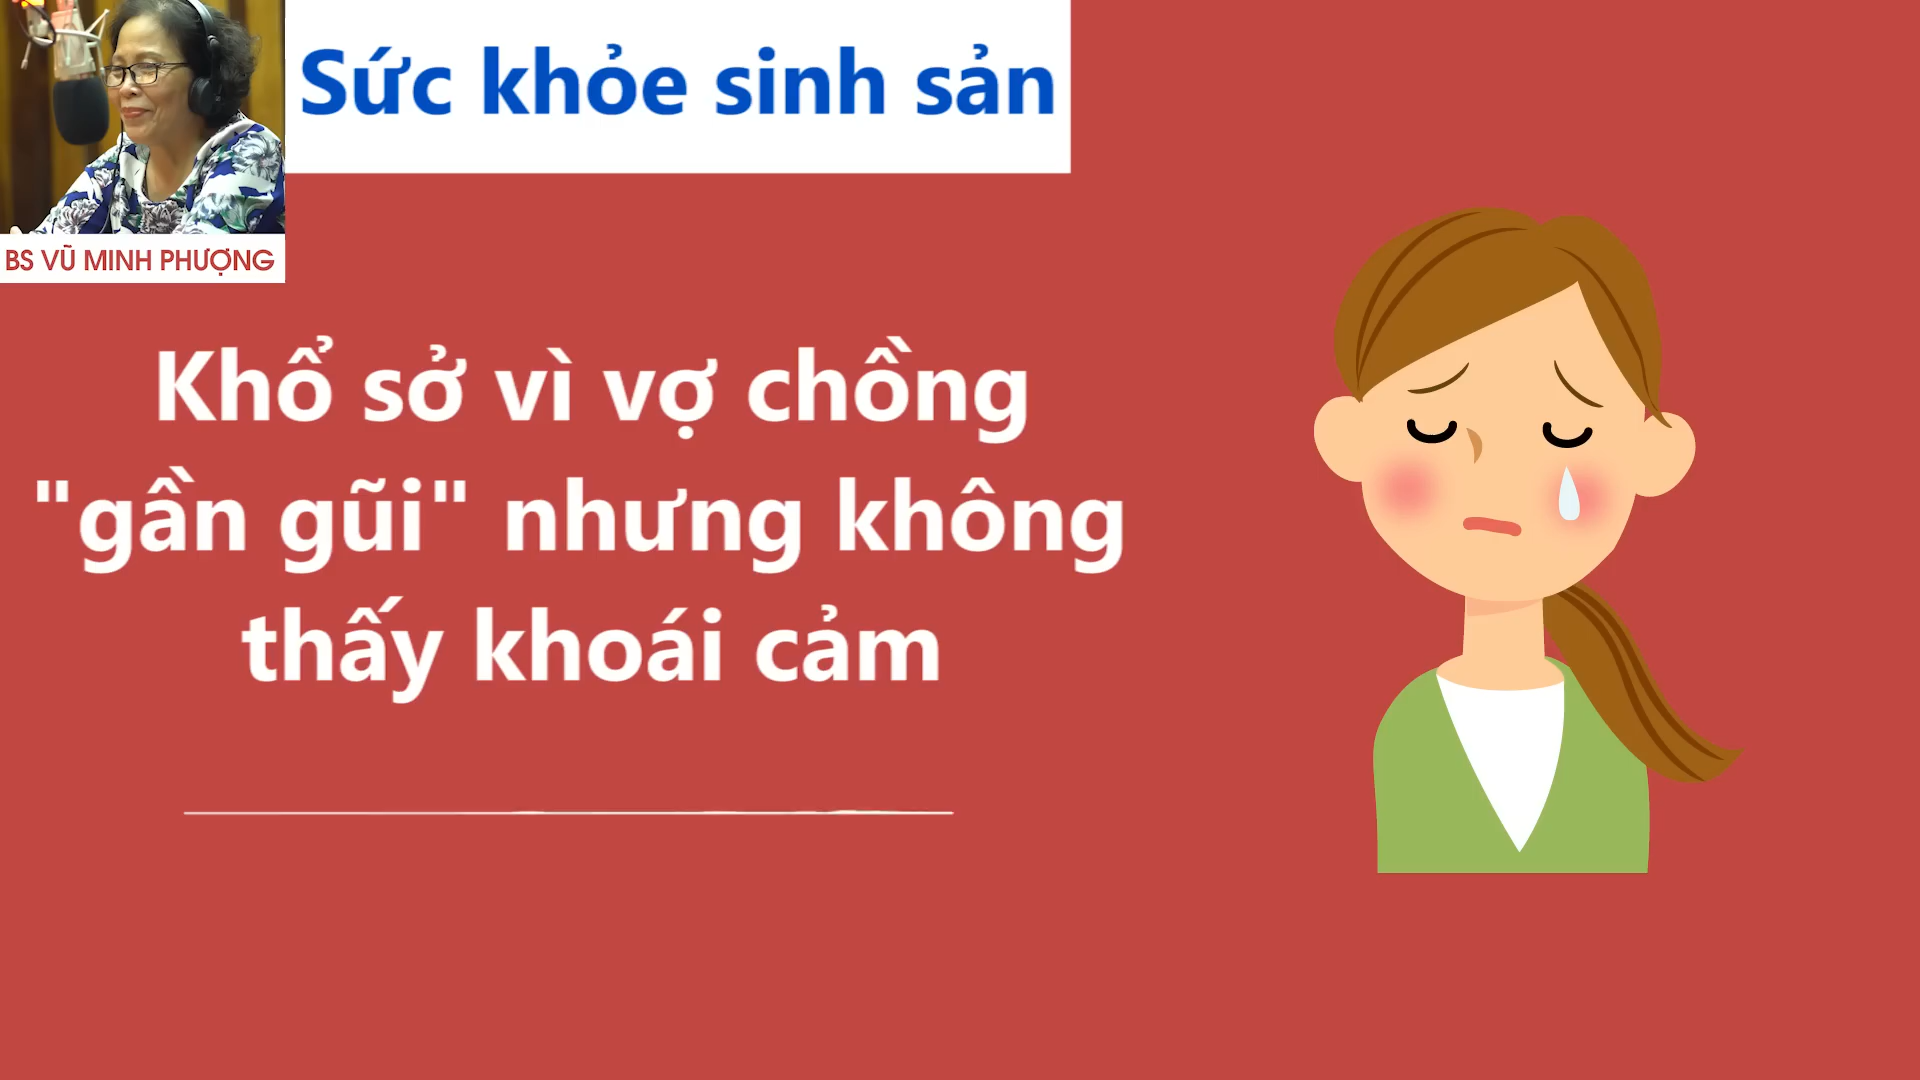 Sức khỏe sinh sản
BS VŨ MINH PHƯỢNG
Khổ sở vì vợ chồng
"gần gũi" nhưng không
thấy khoái cảm